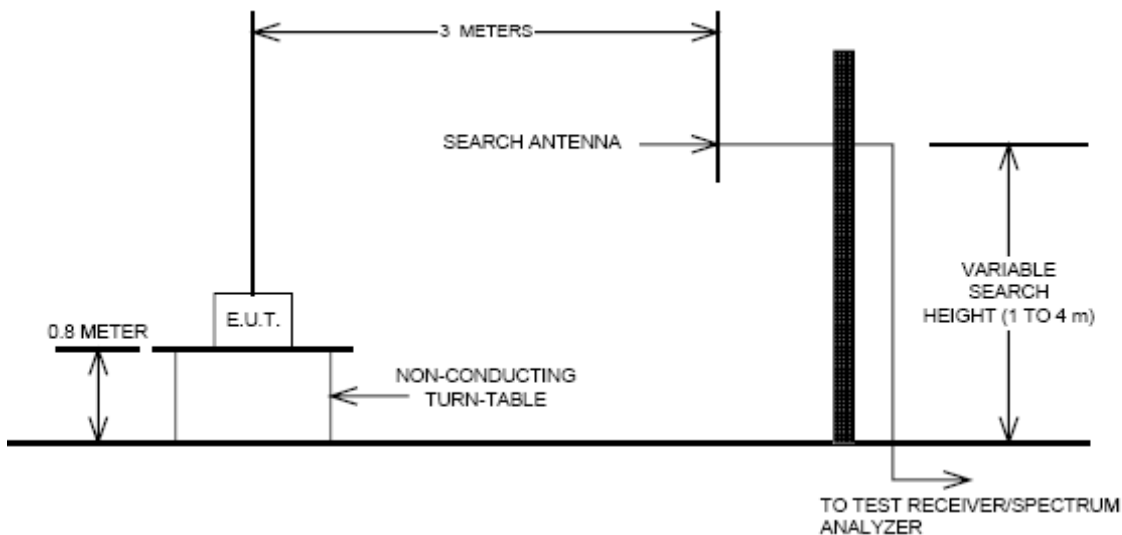 3 METERS
SEARCH ANTENNA
VARIABLE
SEARCH
HEIGHT (1 TO 4 m)
E.U.T.
0.8 METER
NON-CONDUCTING
TURN-TABLE
TO TEST RECEIVER/SPECTRUM
ANALYZER